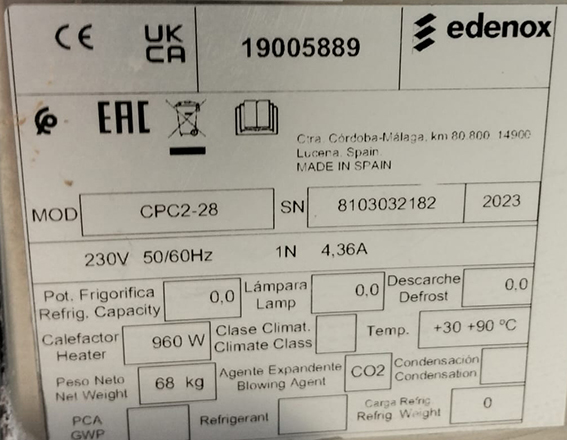 CE UK CA 19005889 edenox
EAC
Ctra. Córdoba-Málaga, km 80.800. 14900
Lucena. Spain.
MADE IN SPAIN
MOD CPC2-28 SN 8103032182 2023
230V 50/60Hz 1N 4,36A
Pot. Frigorifica
Refrig. Capacity 0,0
Lámpara
Lamp 0,0
Descarche
Defrost 0,0
Calefactor
Heater 960 W
Clase Climat.
Climate Class
Temp. +30 +90 ºC
Peso Neto
Net Weight 68 kg
Agente Expandente
Blowing Agent CO2
Condensación
Condensation
PCA
GWP
Refrigerant
Carga Refrig.
Refrig. Weight 0